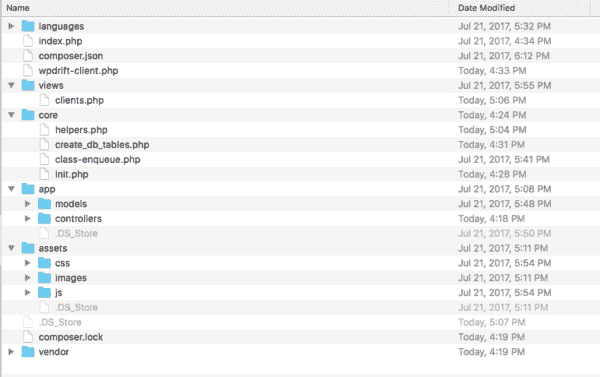 Name Date Modified
languages Jul 21, 2017, 5:32 PM
index.php Jul 21, 2017, 4:34 PM
composer.json Jul 21, 2017, 6:12 PM
wpdrift-client.php Today, 4:33 PM
views Jul 21, 2017, 5:55 PM
clients.php Today, 5:06 PM
core Today, 4:24 PM
helpers.php Today, 5:04 PM
create_db_tables.php Today, 4:31 PM
class-enqueue.php Jul 21, 2017, 5:41 PM
init.php Today, 4:28 PM
app Jul 21, 2017, 5:08 PM
models Jul 21, 2017, 5:48 PM
controllers Today, 4:18 PM
.DS_Store Jul 21, 2017, 5:50 PM
assets Jul 21, 2017, 5:11 PM
css Jul 21, 2017, 5:54 PM
images Jul 21, 2017, 5:11 PM
js Jul 21, 2017, 5:54 PM
.DS_Store Jul 21, 2017, 5:11 PM
.DS_Store Today, 5:07 PM
composer.lock Today, 4:19 PM
vendor Today, 4:19 PM